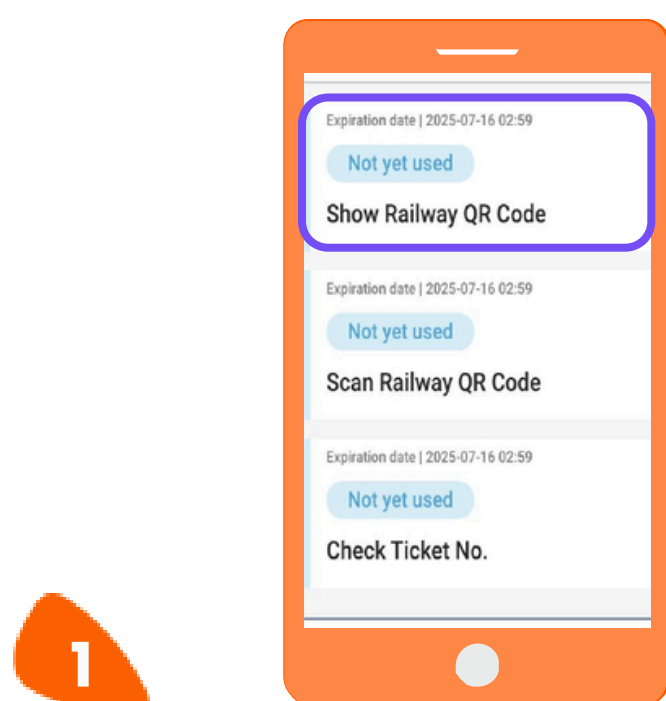 Expiration date | 2025-07-16 02:59
Not yet used
Show Railway QR Code
Expiration date | 2025-07-16 02:59
Not yet used
Scan Railway QR Code
Expiration date | 2025-07-16 02:59
Not yet used
Check Ticket No.
1